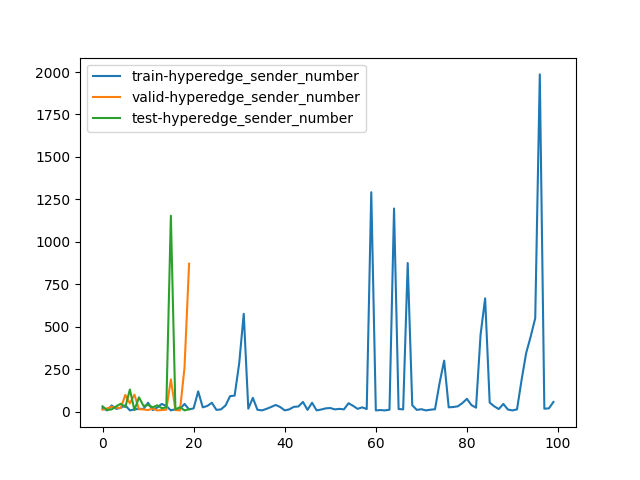 train-hyperedge_sender_number
valid-hyperedge_sender_number
test-hyperedge_sender_number
2000
1750
1500
1250
1000
750
500
250
0
0 20 40 60 80 100